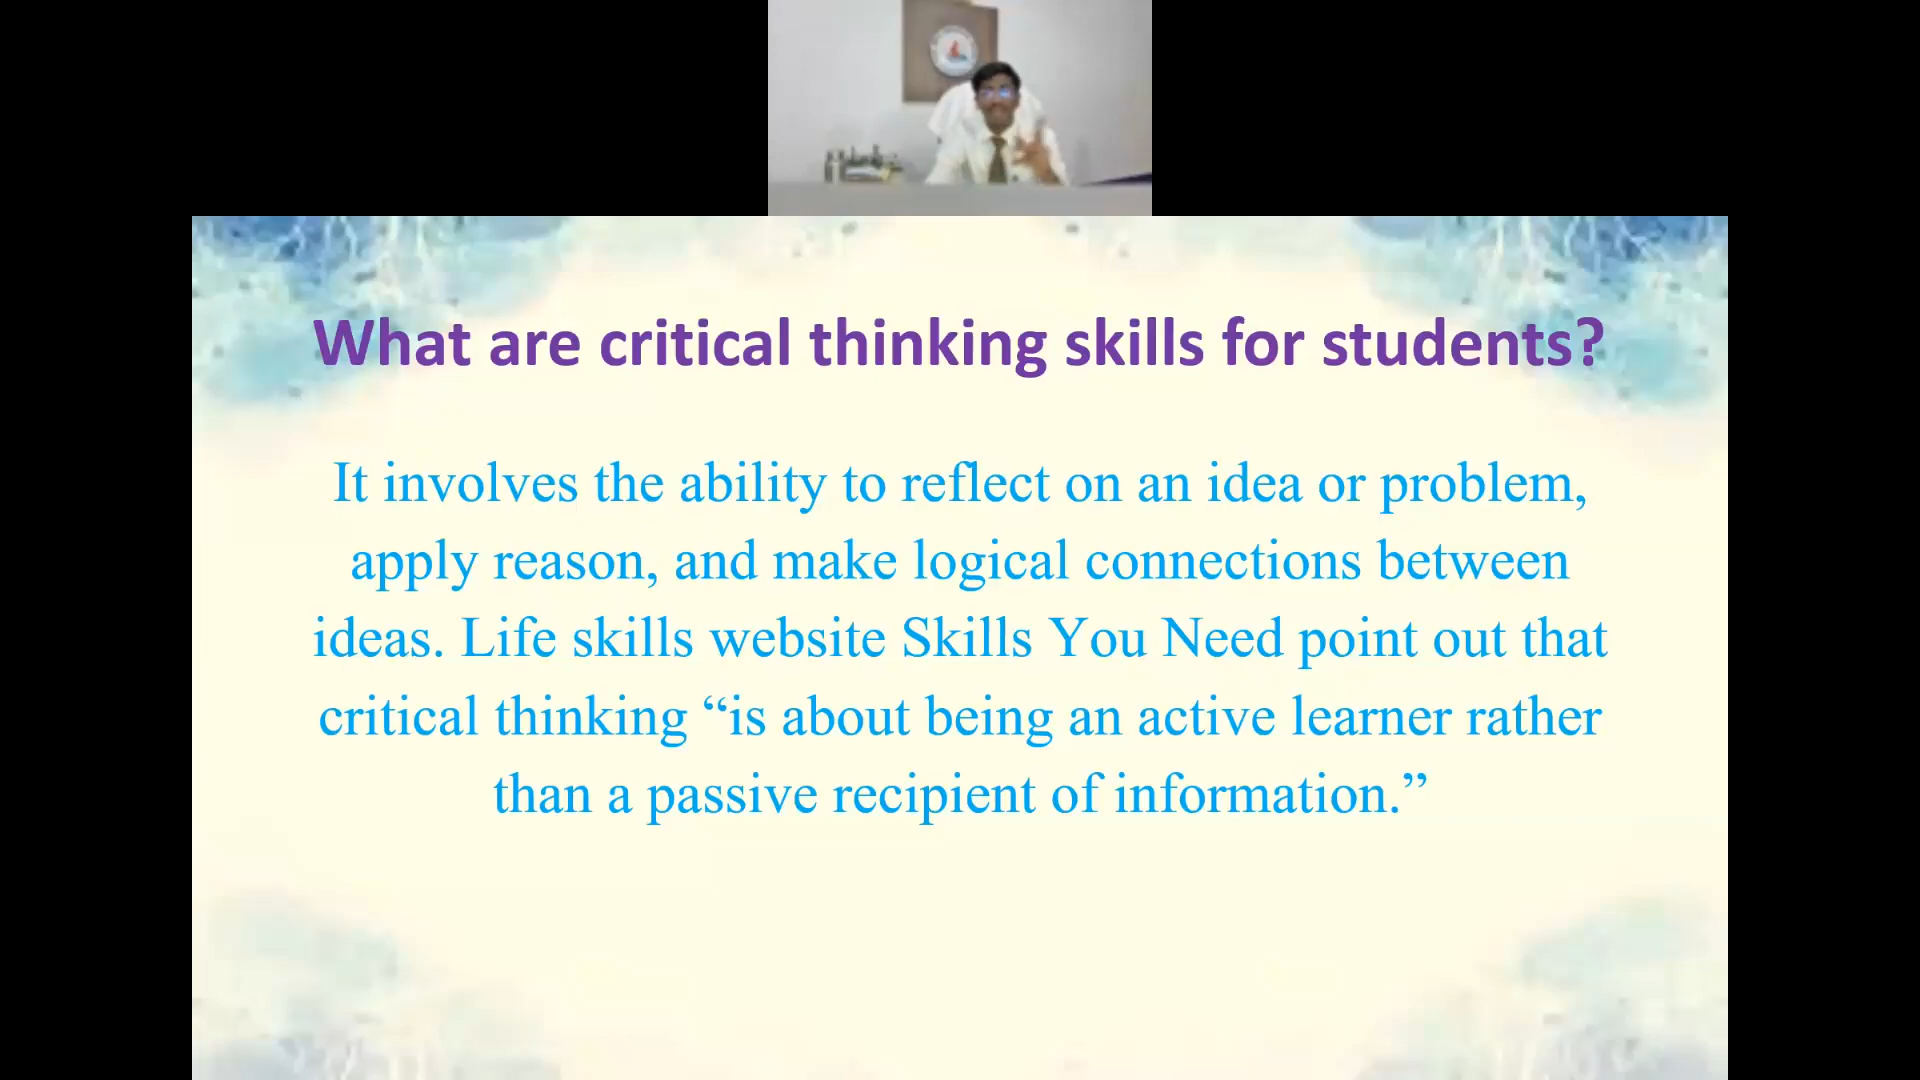 What are critical thinking skills for students?
It involves the ability to reflect on an idea or problem,
apply reason, and make logical connections between
ideas. Life skills website Skills You Need point out that
critical thinking “is about being an active learner rather
than a passive recipient of information.”